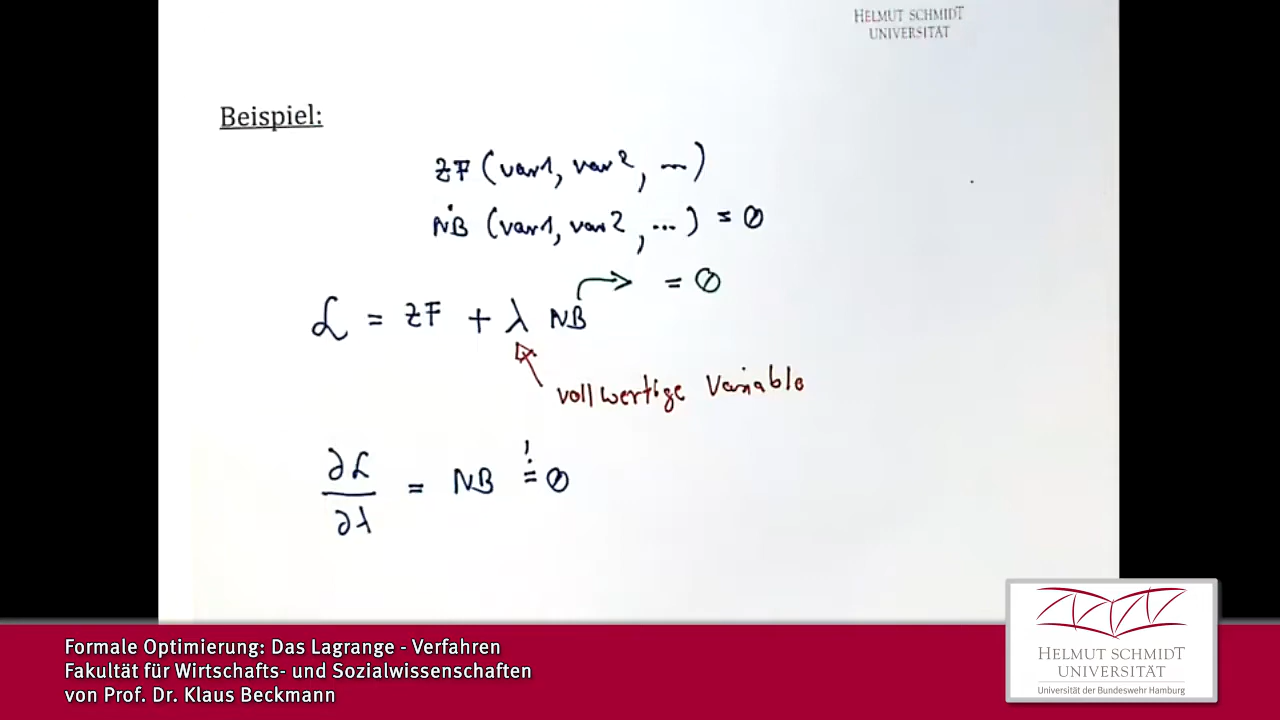 HELMUT SCHMIDT
UNIVERSITÄT
Beispiel:
ZF (var1, var2, ...)
NB (var1, var2, ...) = 0
= 0
ℒ = ZF + λ NB
vollwertige Variable
∂ℒ
! 
= NB = 0
∂λ
Formale Optimierung: Das Lagrange - Verfahren
Fakultät für Wirtschafts- und Sozialwissenschaften
von Prof. Dr. Klaus Beckmann
HELMUT SCHMIDT
UNIVERSITÄT
Universität der Bundeswehr Hamburg